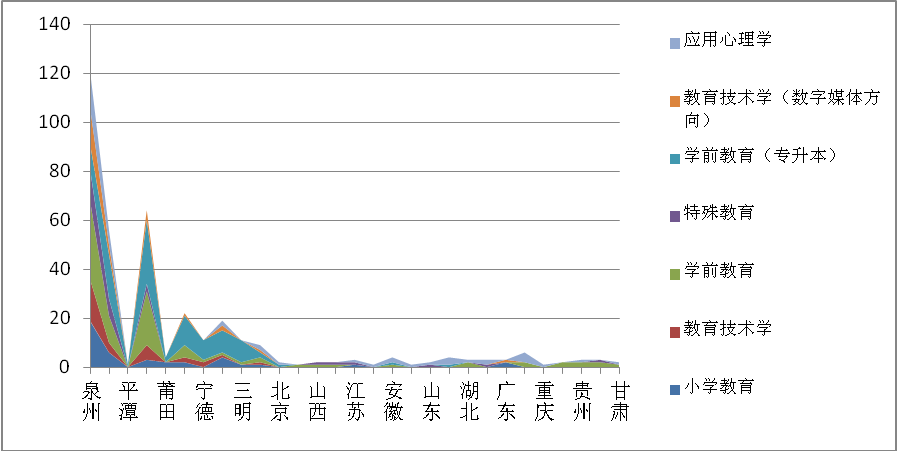 140
120
100
80
60
40
20
0
泉州
平潭
莆田
宁德
三明
北京
山西
江苏
安徽
山东
湖北
广东
重庆
贵州
甘肃
应用心理学
教育技术学（数字媒体方
向）
学前教育（专升本）
特殊教育
学前教育
教育技术学
小学教育